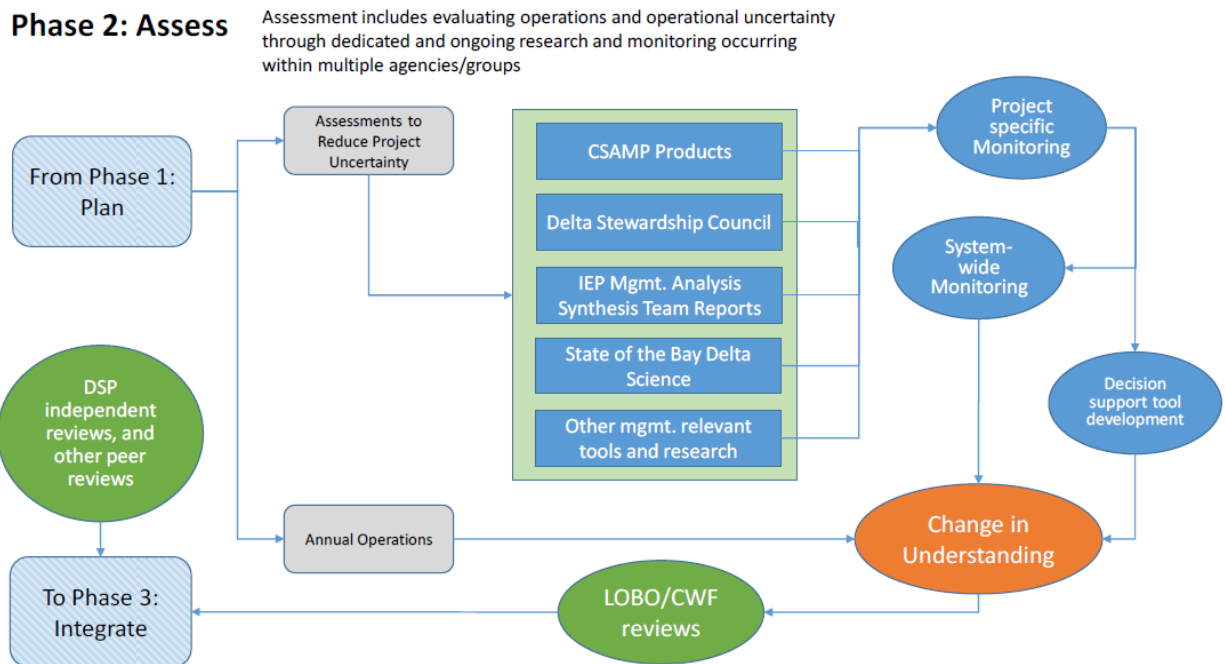 Phase 2: Assess
Assessment includes evaluating operations and operational uncertainty
through dedicated and ongoing research and monitoring occurring
within multiple agencies/groups
From Phase 1:
Plan
Assessments to
Reduce Project
Uncertainty
CSAMP Products
Delta Stewardship Council
IEP Mgmt. Analysis
Synthesis Team Reports
State of the Bay Delta
Science
Other mgmt. relevant
tools and research
Project
specific
Monitoring
System-
wide
Monitoring
Decision
support tool
development
DSP
independent
reviews, and
other peer
reviews
Annual Operations
Change in
Understanding
To Phase 3:
Integrate
LOBO/CWF
reviews